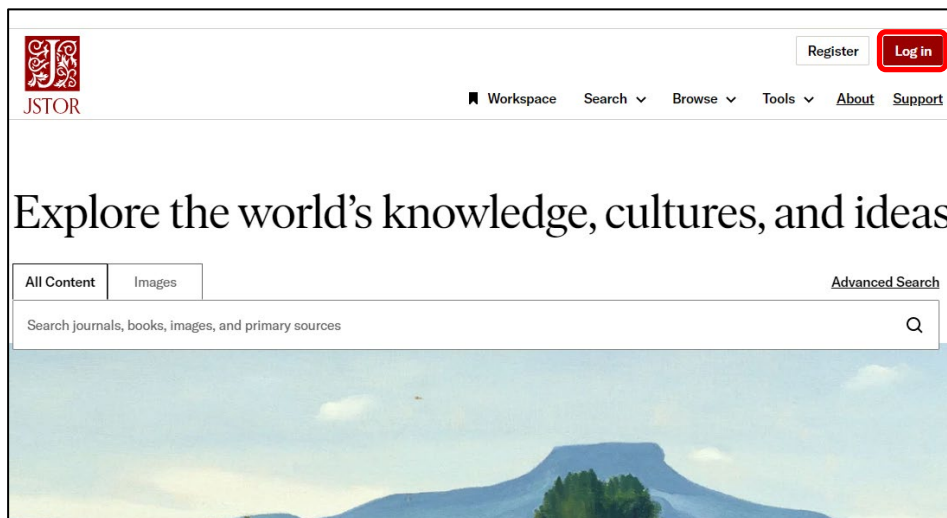 Register Log in
JSTOR
Workspace Search Browse Tools About Support
Explore the world's knowledge, cultures, and ideas
All Content Images Advanced Search
Search journals, books, images, and primary sources